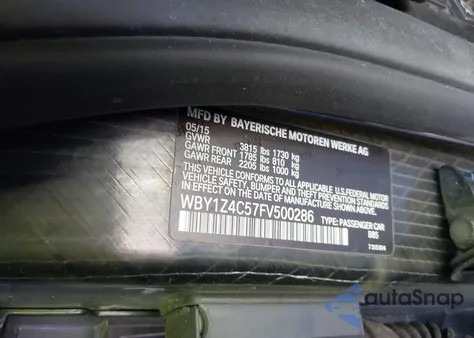 MFD BY BAYERISCHE MOTOREN WERKE AG
05/15
GVWR 3815 lbs 1730 kg
GAWR FRONT 1785 lbs 810 kg
GAWR REAR 2205 lbs 1000 kg
THIS VEHICLE CONFORMS TO ALL APPLICABLE U.S. FEDERAL MOTOR
VEHICLE SAFETY, BUMPER AND THEFT PREVENTION STANDARDS IN
EFFECT ON THE DATE OF MANUFACTURE SHOWN ABOVE.
WBY1Z4C57FV500286
TYPE: PASSENGER CAR
autoSnap